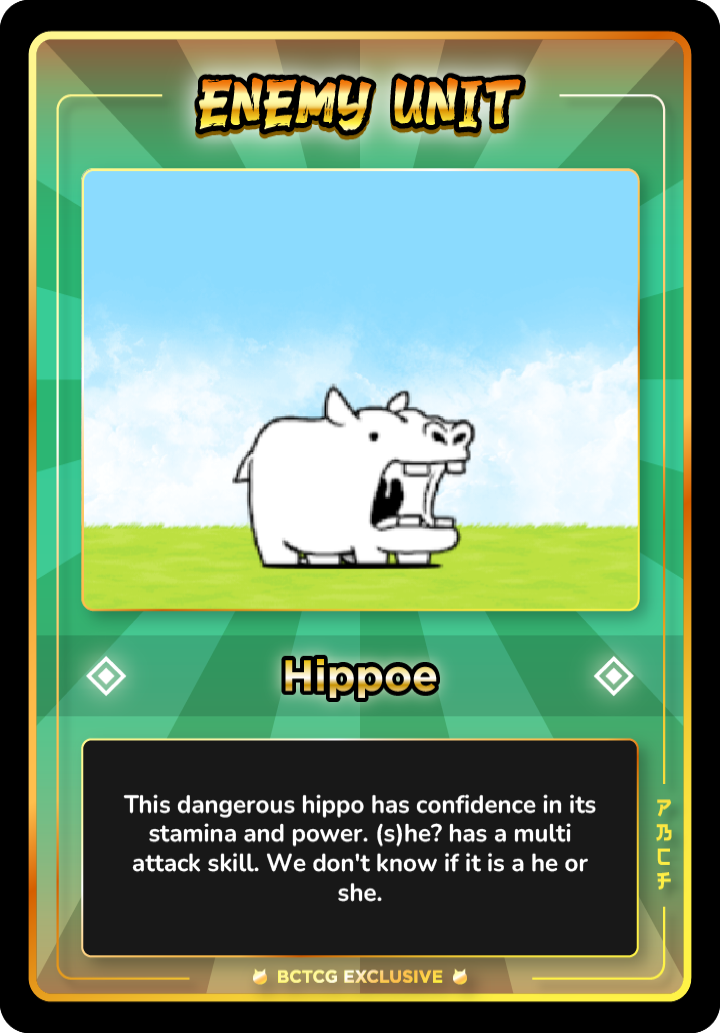 ENEMY UNIT
Hippoe
This dangerous hippo has confidence in its
stamina and power. (s)he? has a multi
attack skill. We don't know if it is a he or
she.
ア乃匚チ
BCTCG EXCLUSIVE